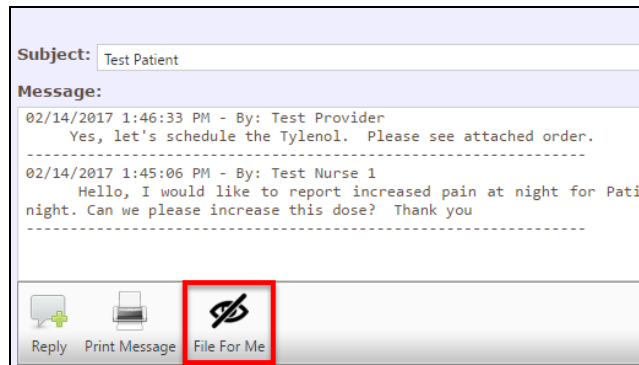 Subject: Test Patient
Message:
02/14/2017 1:46:33 PM - By: Test Provider
Yes, let's schedule the Tylenol. Please see attached order.
------------------------------------------------------------------
02/14/2017 1:45:06 PM - By: Test Nurse 1
Hello, I would like to report increased pain at night for Pati
night. Can we please increase this dose? Thank you
------------------------------------------------------------------
Reply Print Message File For Me